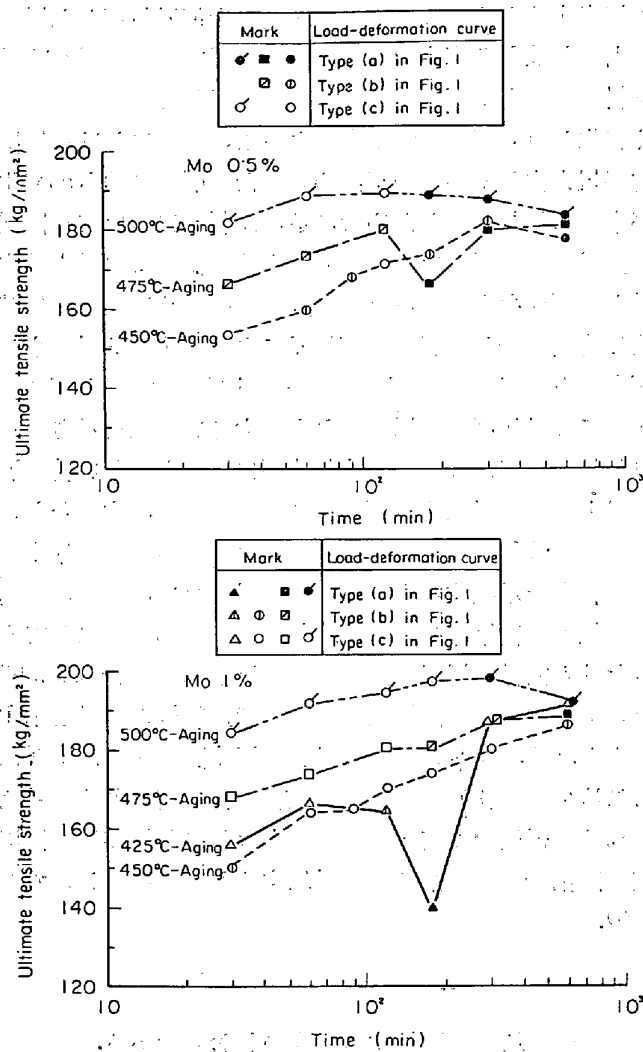 Mark Load-deformation curve
Type (a) in Fig. 1
Type (b) in Fig. 1
Type (c) in Fig. 1
Mo 0.5%
Ultimate tensile strength (kg/mm²)
200
180
160
140
120
500°C-Aging
475°C-Aging
450°C-Aging
10 10² 10³
Time (min)
Mark Load-deformation curve
Type (a) in Fig. 1
Type (b) in Fig. 1
Type (c) in Fig. 1
Mo 1%
Ultimate tensile strength (kg/mm²)
200
180
160
140
120
500°C-Aging
475°C-Aging
425°C-Aging
450°C-Aging
10 10² 10³
Time (min)